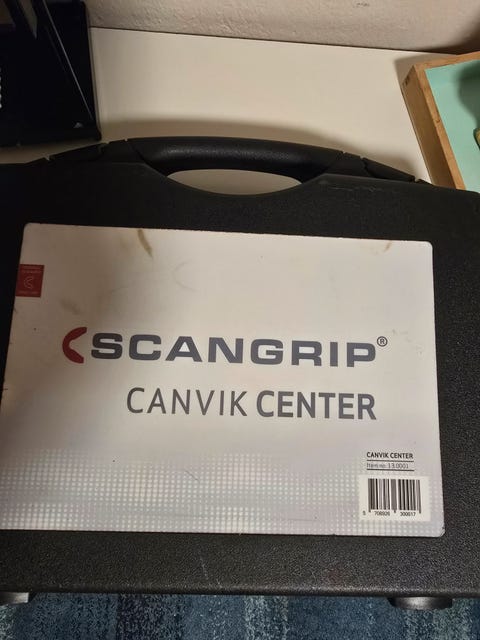 SCANGRIP®
CANVIK CENTER
CANVIK CENTER
Item no. 13.0001
5 708926 300017